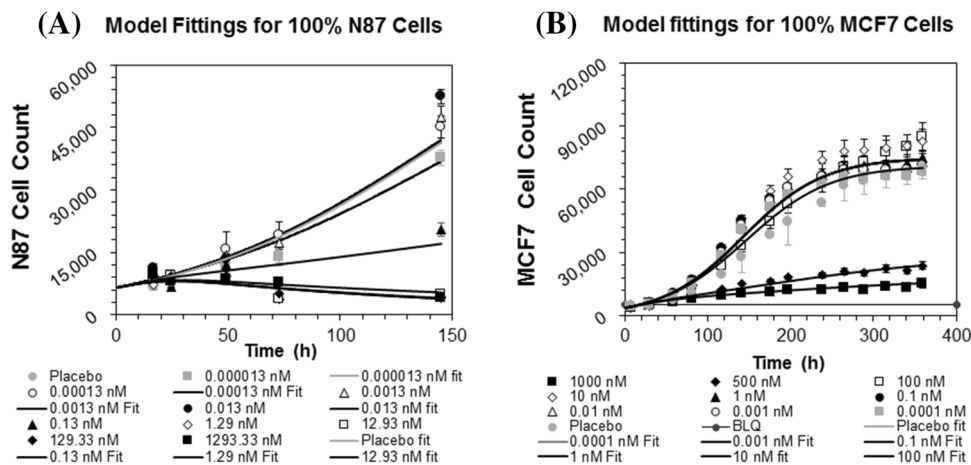 (A)
Model Fittings for 100% N87 Cells
60,000
45,000
30,000
15,000
0
N87 Cell Count
0
50
100
150
Time (h)
Placebo
0.000013 nM
0.000013 nM fit
0.00013 nM
0.00013 nM Fit
0.0013 nM
0.0013 nM Fit
0.013 nM
0.013 nM fit
0.13 nM
1.29 nM
12.93 nM
129.33 nM
1293.33 nM
Placebo fit
0.13 nM Fit
1.29 nM Fit
12.93 nM fit
(B)
Model fittings for 100% MCF7 Cells
120,000
90,000
60,000
30,000
0
MCF7 Cell Count
0
100
200
300
400
Time (h)
1000 nM
500 nM
100 nM
10 nM
1 nM
0.1 nM
0.01 nM
0.001 nM
0.0001 nM
Placebo
BLQ
Placebo fit
0.0001 nM Fit
0.001 nM Fit
0.1 nM Fit
1 nM Fit
10 nM fit
100 nM Fit